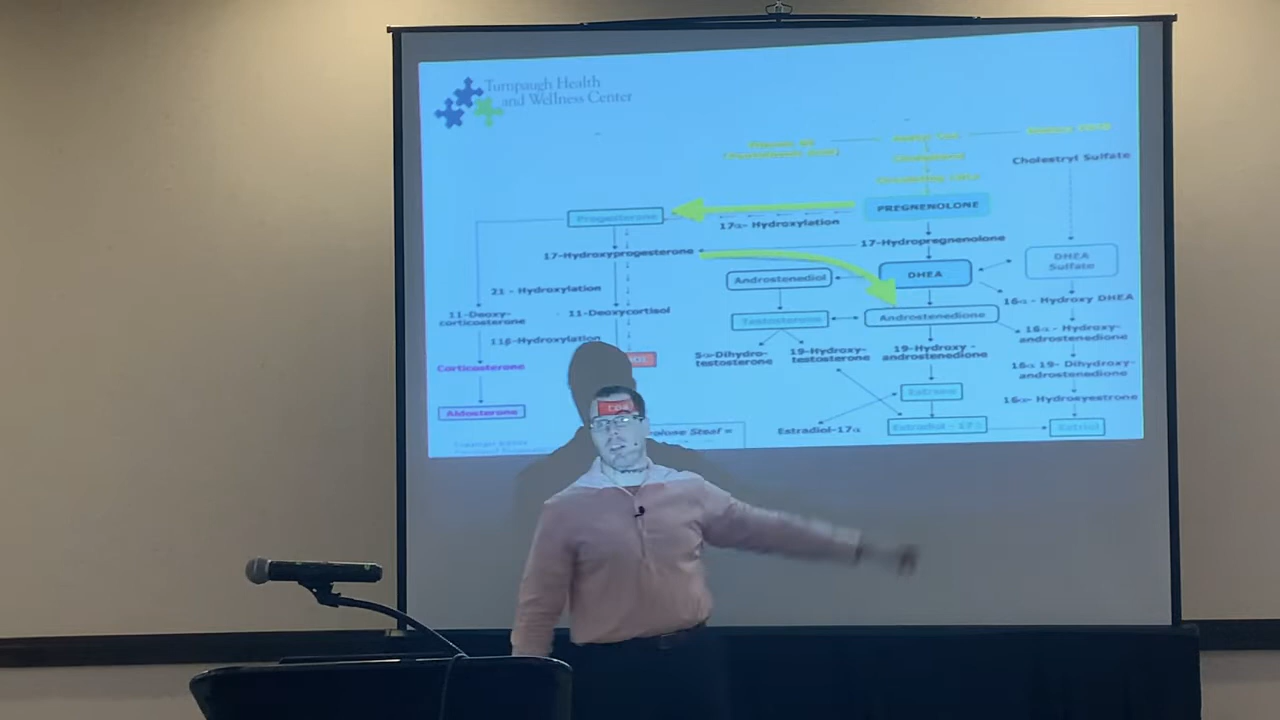 Turnpaugh Health
and Wellness Center
Cholestryl Sulfate
PREGNENOLONE
Progesterone
17α- Hydroxylation
17-Hydroxyprogesterone
17-Hydropregnenolone
DHEA
Sulfate
Androstenediol
DHEA
21 - Hydroxylation
16α - Hydroxy DHEA
11-Deoxy-
corticosterone
11-Deoxycortisol
Testosterone
Androstenedione
16α - Hydroxy-
androstenedione
11β-Hydroxylation
5α-Dihydro-
testosterone
19-Hydroxy-
testosterone
19-Hydroxy -
androstenedione
16α 19- Dihydroxy-
androstenedione
Corticosterone
Estrone
16α- Hydroxyestrone
Aldosterone
Steal =
Estradiol-17α
Estradiol - 17
Estriol